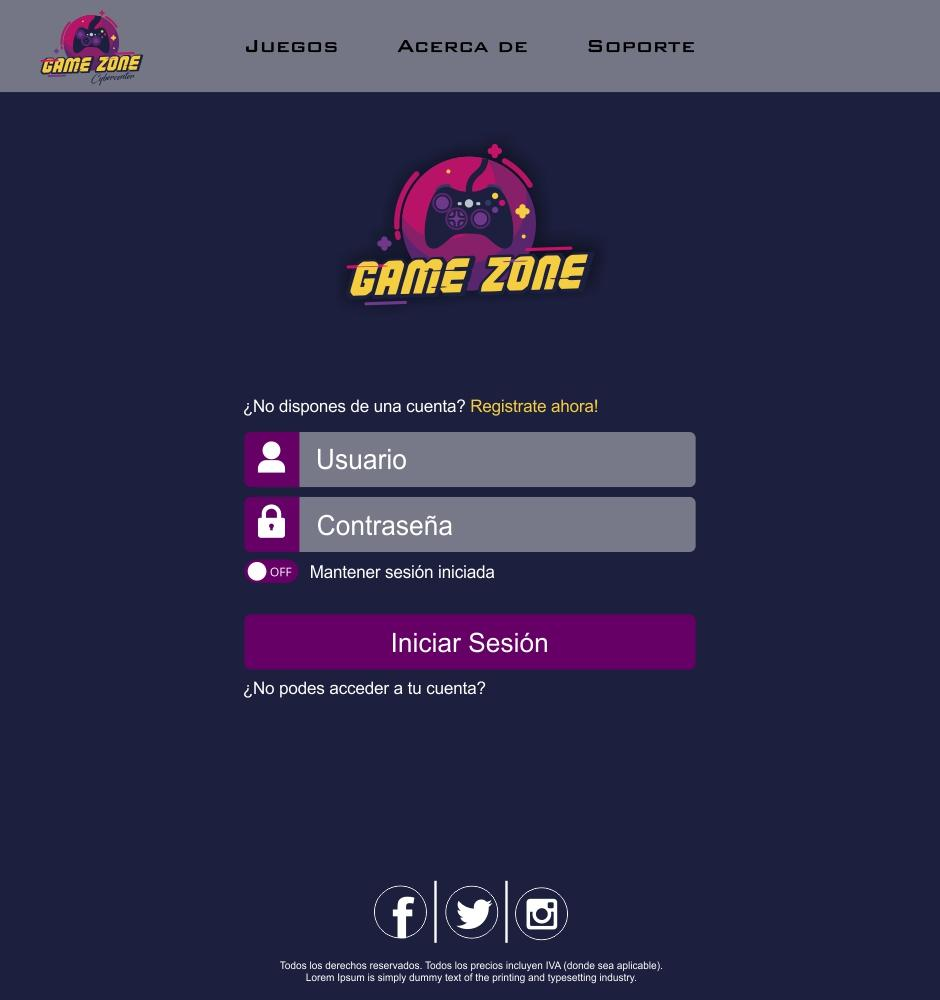 GAME ZONE
Cybercenter
Juegos
Acerca de
Soporte
GAME ZONE
¿No dispones de una cuenta? Registrate ahora!
Usuario
Contraseña
OFF
Mantener sesión iniciada
Iniciar Sesión
¿No podes acceder a tu cuenta?
Todos los derechos reservados. Todos los precios incluyen IVA (donde sea aplicable).
Lorem Ipsum is simply dummy text of the printing and typesetting industry.